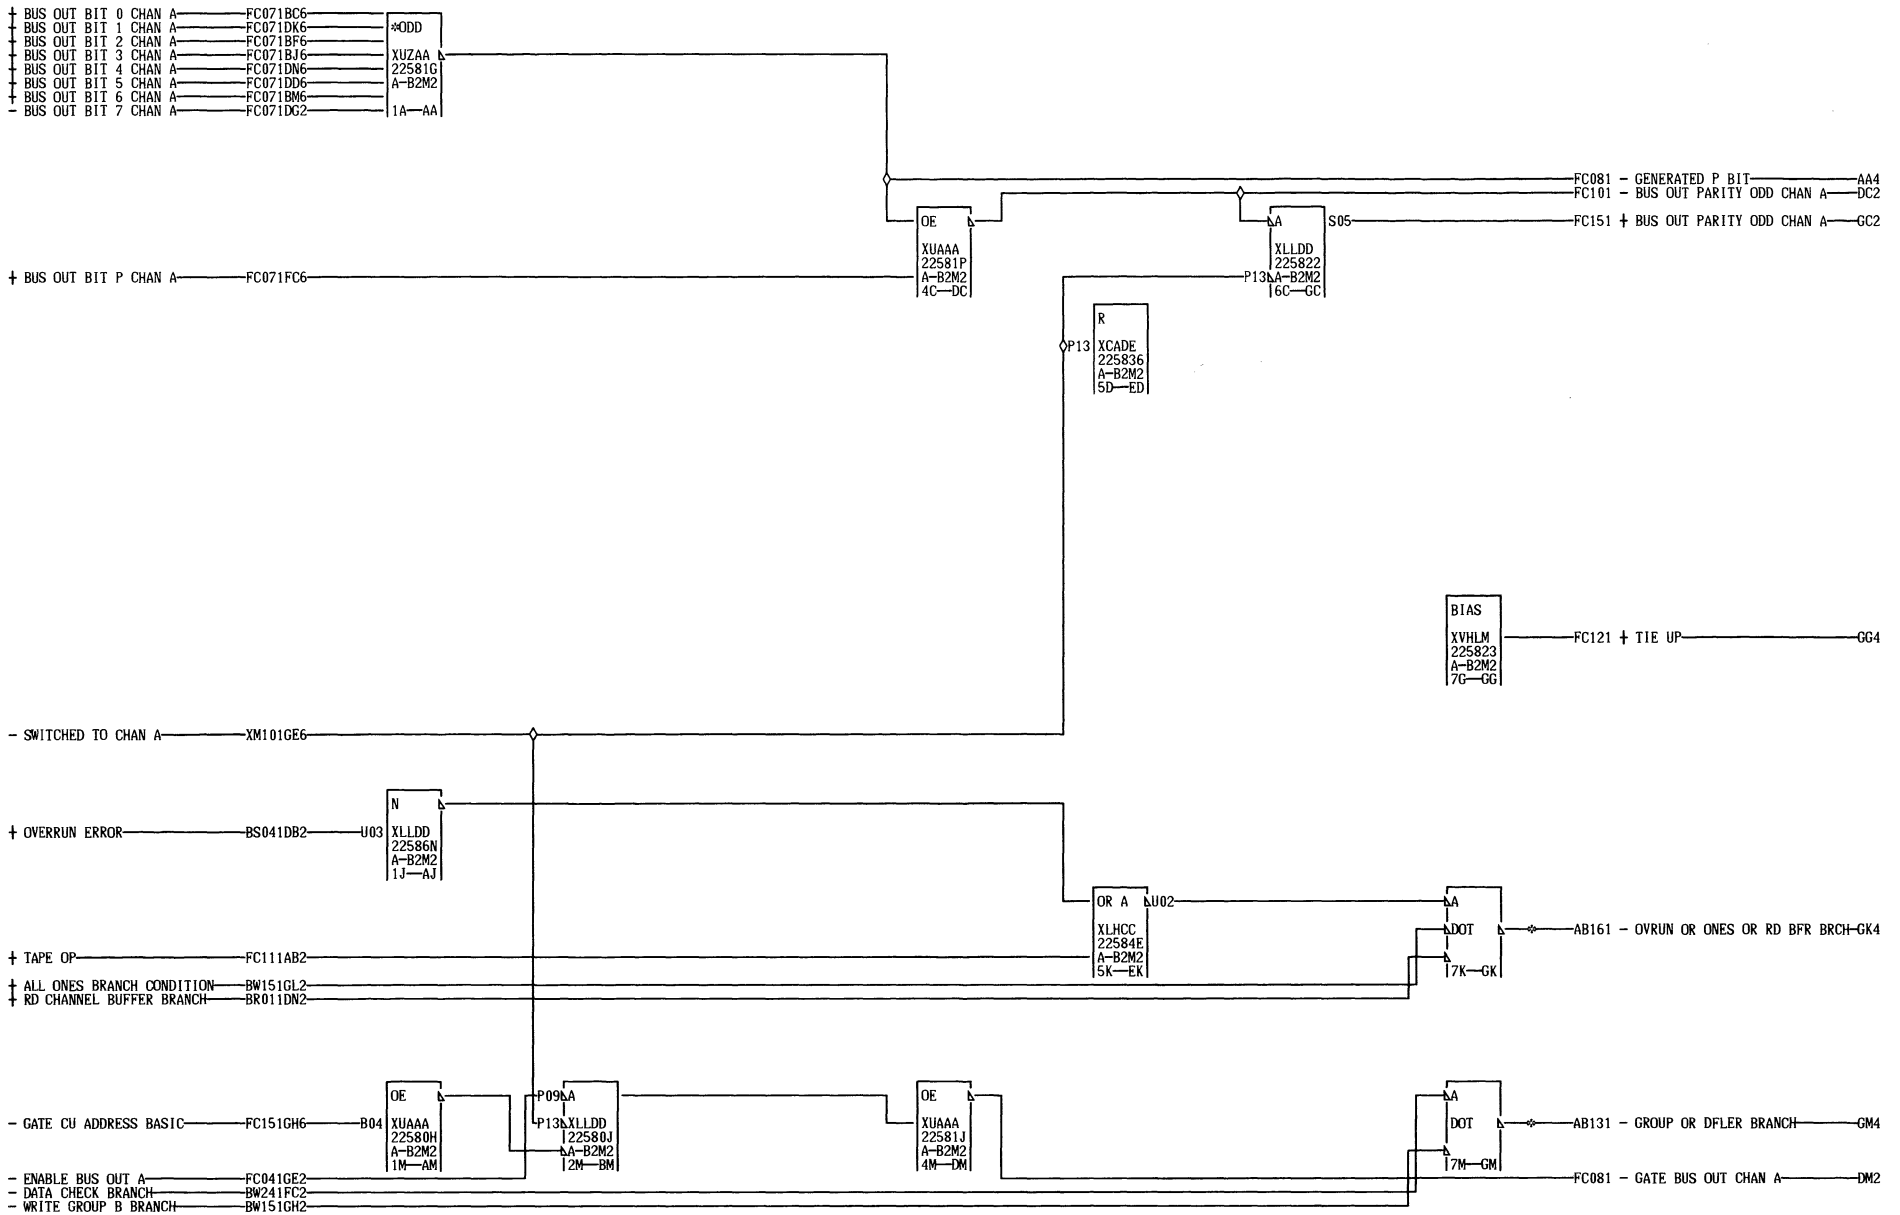 + BUS OUT BIT 0 CHAN A FC071BC6
+ BUS OUT BIT 1 CHAN A FC071DK6
+ BUS OUT BIT 2 CHAN A FC071BF6
+ BUS OUT BIT 3 CHAN A FC071BJ6
+ BUS OUT BIT 4 CHAN A FC071DN6
+ BUS OUT BIT 5 CHAN A FC071DD6
+ BUS OUT BIT 6 CHAN A FC071BM6
- BUS OUT BIT 7 CHAN A FC071DG2
*ODD
XUZAA
22581G
A-B2M2
1A—AA
FC081 - GENERATED P BIT AA4
FC101 - BUS OUT PARITY ODD CHAN A DC2
FC151 + BUS OUT PARITY ODD CHAN A GC2
+ BUS OUT BIT P CHAN A FC071FC6
OE
XUAAA
22581P
A-B2M2
4C—DC
A S05
XLLDD
225822
P13 A-B2M2
6C—GC
R
P13 XCADE
225836
A-B2M2
5D—ED
BIAS
XVHLM
225823
A-B2M2
7G—GG
FC121 + TIE UP GG4
- SWITCHED TO CHAN A XM101GE6
+ OVERRUN ERROR BS041DB2 U03
N
XLLDD
22586N
A-B2M2
1J—AJ
OR A U02
XLHCC
22584E
A-B2M2
5K—EK
A
DOT
7K—GK
AB161 - OVRUN OR ONES OR RD BFR BRCH GK4
+ TAPE OP FC111AB2
+ ALL ONES BRANCH CONDITION BW151GL2
+ RD CHANNEL BUFFER BRANCH BR011DN2
- GATE CU ADDRESS BASIC FC151GH6 B04
OE
XUAAA
22580H
A-B2M2
1M—AM
P09 A
P13 XLLDD
22580J
A-B2M2
2M—BM
OE
XUAAA
22581J
A-B2M2
4M—DM
A
DOT
7M—GM
AB131 - GROUP OR DFLER BRANCH GM4
FC081 - GATE BUS OUT CHAN A DM2
- ENABLE BUS OUT A FC041GE2
- DATA CHECK BRANCH BW241FC2
- WRITE GROUP B BRANCH BW151GH2